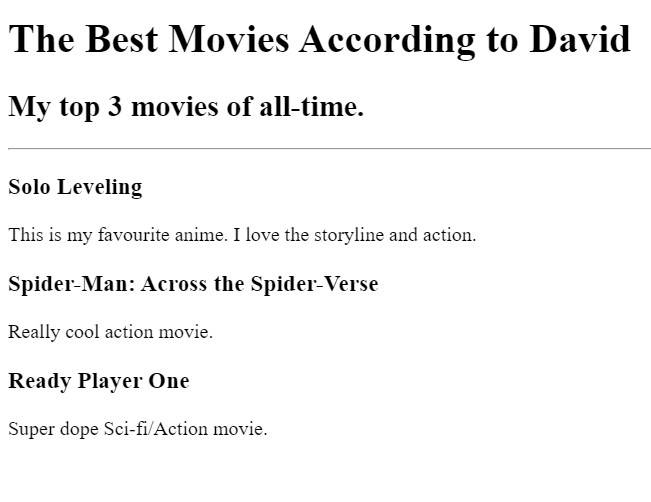 The Best Movies According to David
My top 3 movies of all-time.
Solo Leveling
This is my favourite anime. I love the storyline and action.
Spider-Man: Across the Spider-Verse
Really cool action movie.
Ready Player One
Super dope Sci-fi/Action movie.